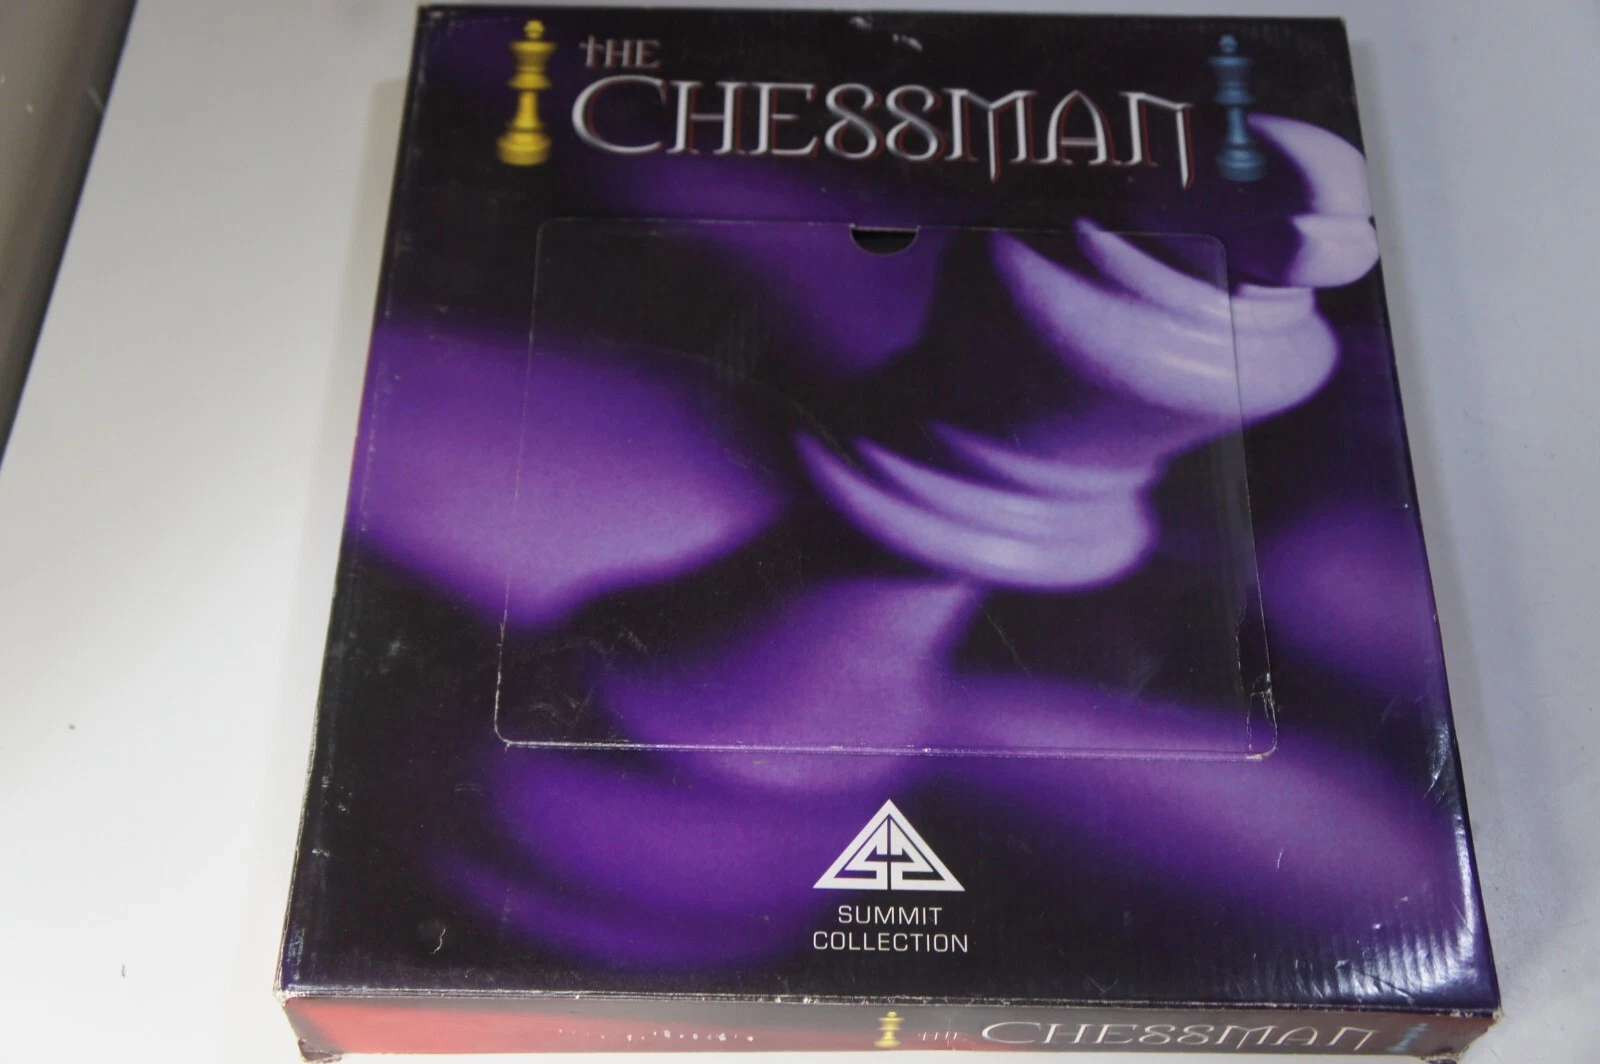 THE
CHESSMAN
SUMMIT
COLLECTION
THE CHESSMAN